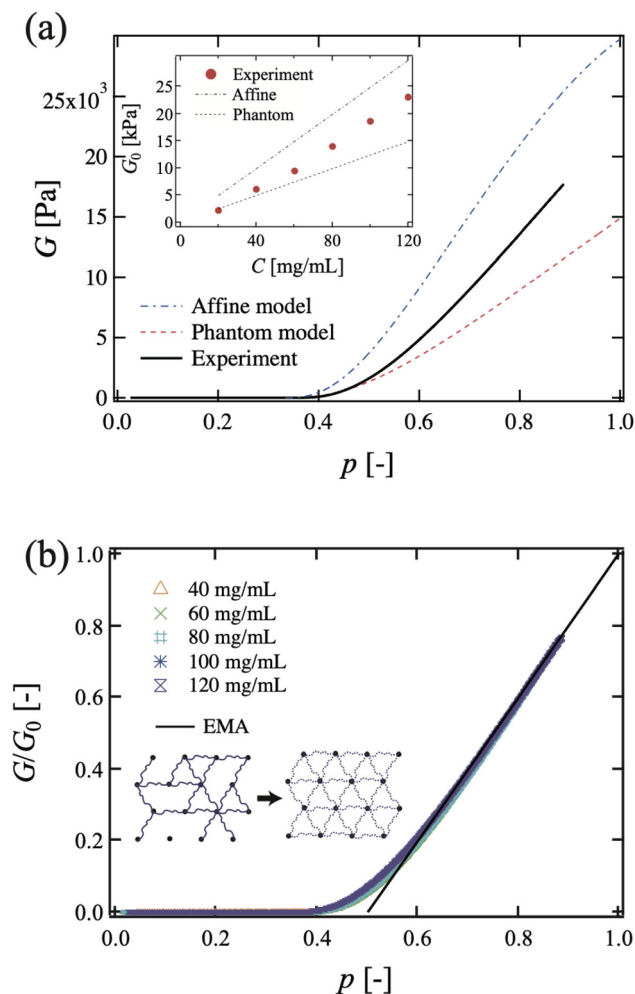 (a)
25x10³
20
15
10
5
0
G [Pa]
0.0 0.2 0.4 0.6 0.8 1.0
p [-]
Affine model
Phantom model
Experiment
25
20
15
10
5
0
G₀ [kPa]
0 40 80 120
C [mg/mL]
Experiment
Affine
Phantom
(b)
1.0
0.8
0.6
0.4
0.2
0.0
G/G₀ [-]
40 mg/mL
60 mg/mL
80 mg/mL
100 mg/mL
120 mg/mL
EMA
0.0 0.2 0.4 0.6 0.8 1.0
p [-]